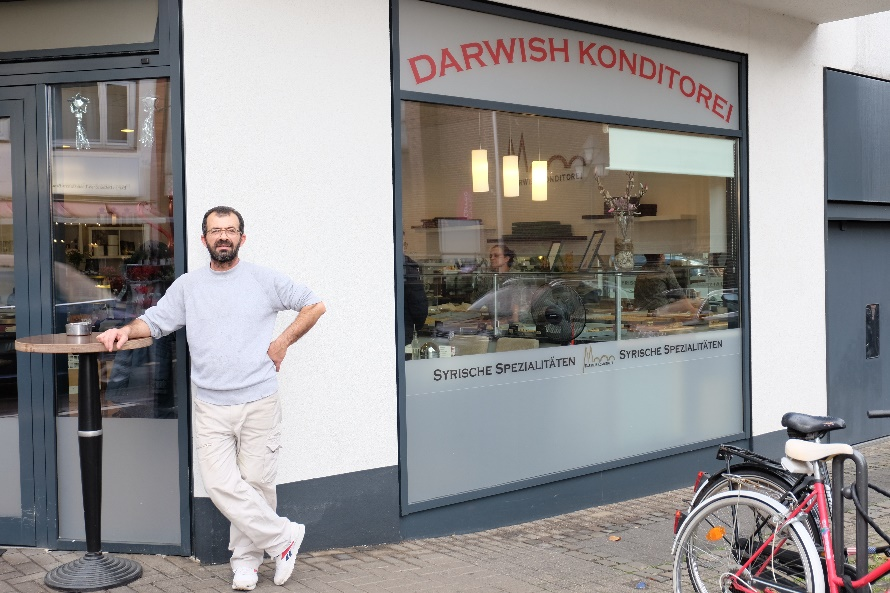 DARWISH KONDITOREI
SYRISCHE SPEZIALITÄTEN
SYRISCHE SPEZIALITÄTEN